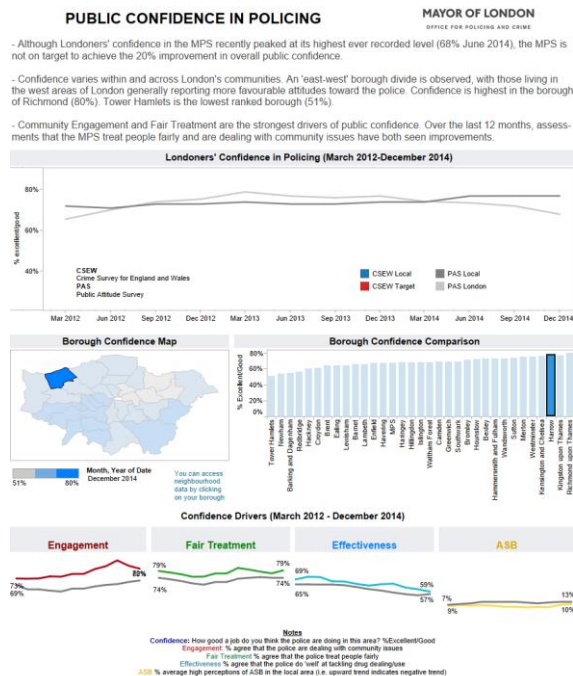 PUBLIC CONFIDENCE IN POLICING
MAYOR OF LONDON
OFFICE FOR POLICING AND CRIME
- Although Londoners' confidence in the MPS recently peaked at its highest ever recorded level (68% June 2014), the MPS is
not on target to achieve the 20% improvement in overall public confidence.
- Confidence varies within and across London's communities. An 'east-west' borough divide is observed, with those living in
the west areas of London generally reporting more favourable attitudes toward the police. Confidence is highest in the borough
of Richmond (80%). Tower Hamlets is the lowest ranked borough (51%).
- Community Engagement and Fair Treatment are the strongest drivers of public confidence. Over the last 12 months, assess-
ments that the MPS treat people fairly and are dealing with community issues have both seen improvements.
Londoners' Confidence in Policing (March 2012-December 2014)
% excellent/good
80%
60%
40%
CSEW
Crime Survey for England and Wales
PAS
Public Attitude Survey
CSEW Local
CSEW Target
PAS Local
PAS London
Mar 2012
Jun 2012
Sep 2012
Dec 2012
Mar 2013
Jun 2013
Sep 2013
Dec 2013
Mar 2014
Jun 2014
Sep 2014
Dec 2014
Borough Confidence Map
51%
80%
Month, Year of Date
December 2014
You can access
neighbourhood
data by clicking
on your borough
Borough Confidence Comparison
% Excellent/Good
80%
60%
40%
20%
0%
Tower Hamlets
Newham
Barking and Dagenham
Redbridge
Hackney
Croydon
Brent
Ealing
Lewisham
Barnet
Lambeth
Enfield
Havering
MPS
Haringey
Hillingdon
Islington
Waltham Forest
Camden
Greenwich
Southwark
Bromley
Hounslow
Bexley
Hammersmith and Fulham
Wandsworth
Sutton
Merton
Westminster
Kensington and Chelsea
Harrow
Kingston upon Thames
Richmond upon Thames
Confidence Drivers (March 2012 - December 2014)
Engagement
73%
69%
80%
Fair Treatment
79%
74%
79%
74%
Effectiveness
69%
65%
59%
57%
ASB
7%
9%
13%
10%
Notes
Confidence: How good a job do you think the police are doing in this area? %Excellent/Good
Engagement: % agree that the police are dealing with community issues
Fair Treatment % agree that the police treat people fairly
Effectiveness % agree that the police do 'well' at tackling drug dealing/use
ASB % average high perceptions of ASB in the local area (i.e. upward trend indicates negative trend)